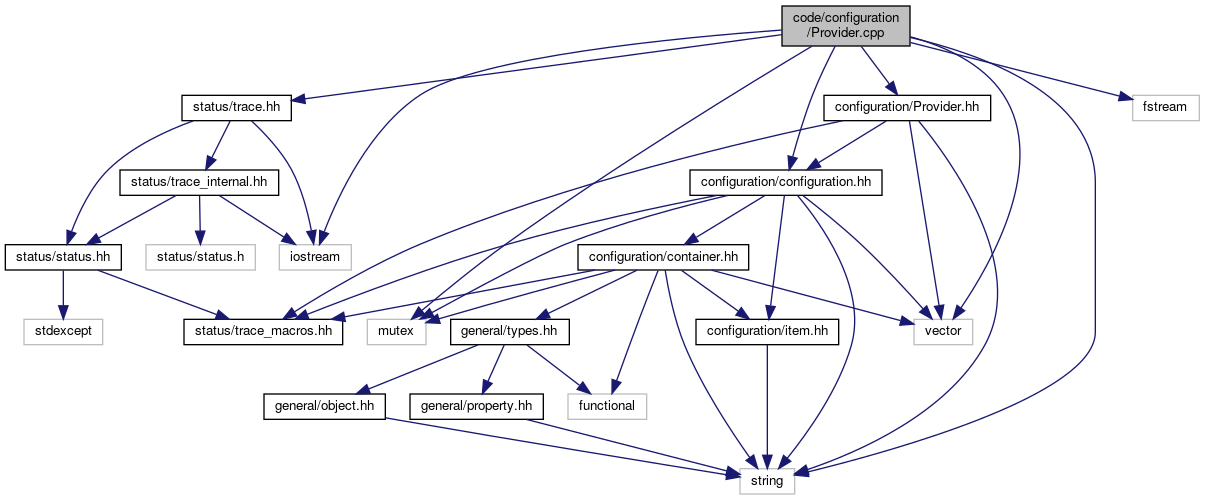 code/configuration
/Provider.cpp
status/trace.hh
configuration/Provider.hh
fstream
status/trace_internal.hh
configuration/configuration.hh
status/status.hh
status/status.h
iostream
configuration/container.hh
stdexcept
status/trace_macros.hh
mutex
general/types.hh
configuration/item.hh
vector
general/object.hh
general/property.hh
functional
string